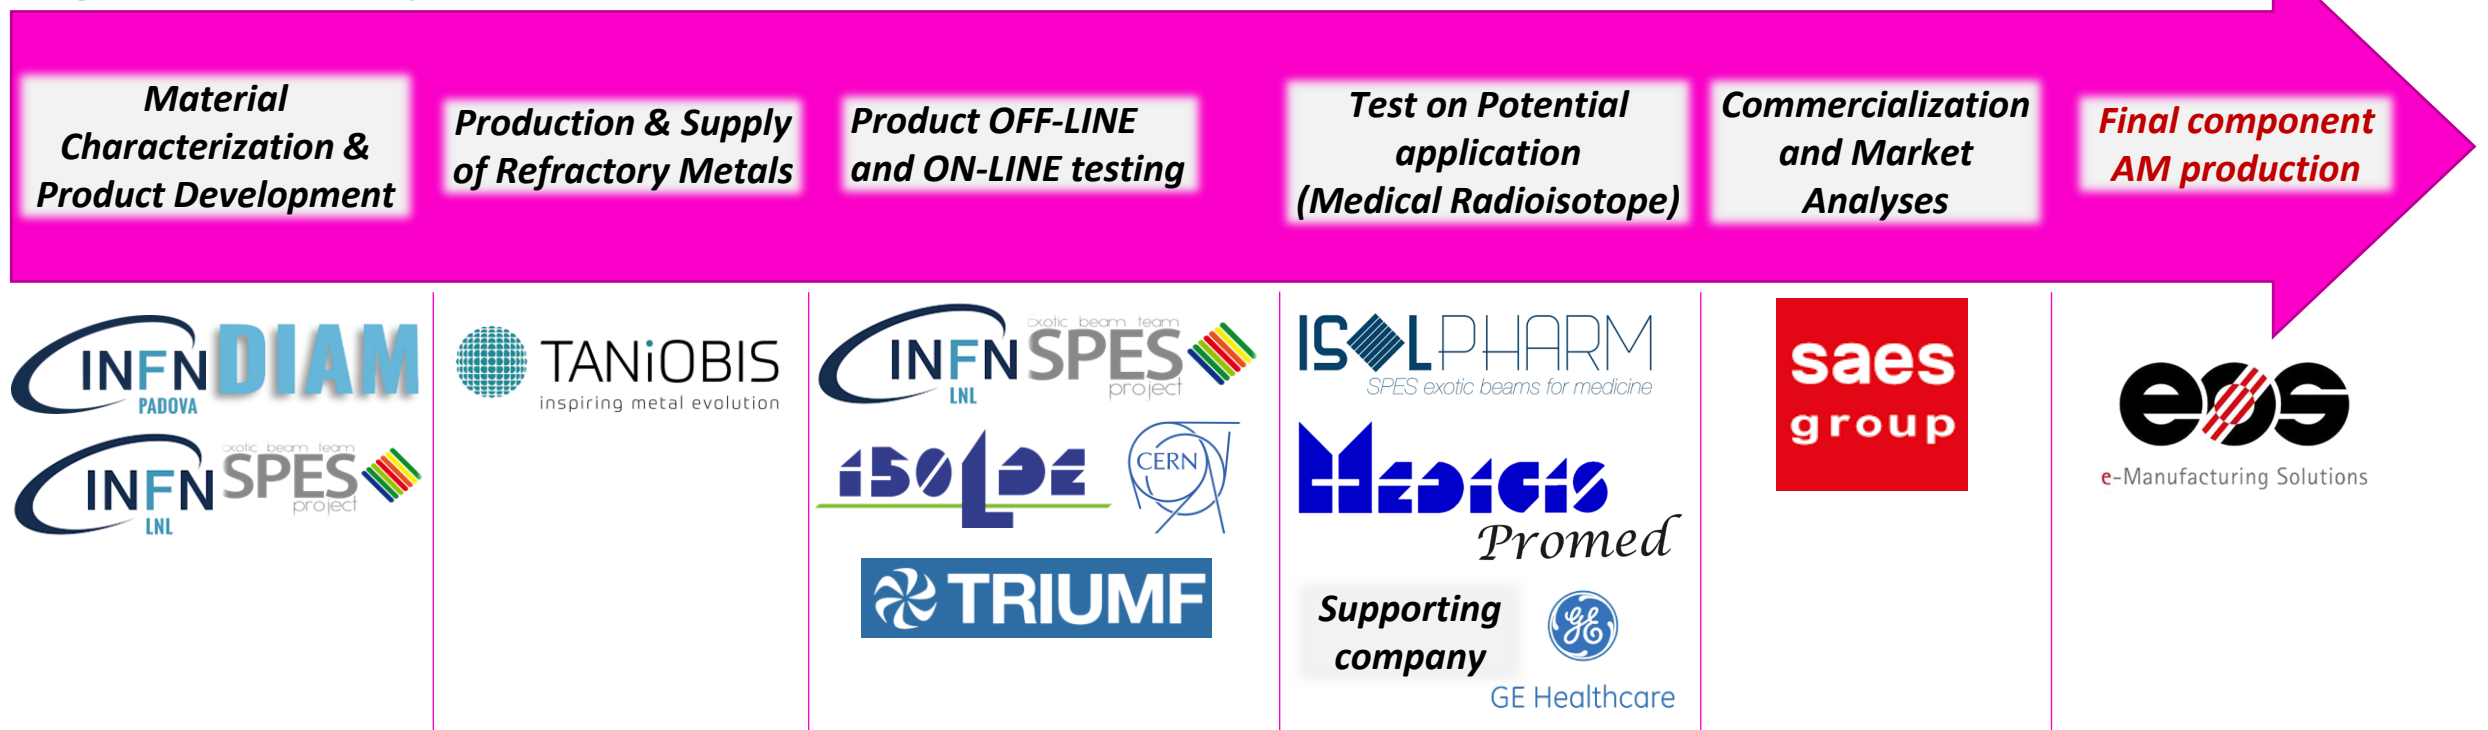 Material
Characterization &
Product Development
Production & Supply
of Refractory Metals
Product OFF-LINE
and ON-LINE testing
Test on Potential
application
(Medical Radioisotope)
Commercialization
and Market
Analyses
Final component
AM production
INFN DIAM
PADOVA
exotic beam team
INFN SPES
project
LNL
TANiOBIS
inspiring metal evolution
exotic beam team
INFN SPES
project
LNL
ISOLDE
CERN
TRIUMF
ISOLPHARM
SPES exotic beams for medicine
MEDICIS
Promed
Supporting
company
GE
GE Healthcare
saes
group
eos
e-Manufacturing Solutions